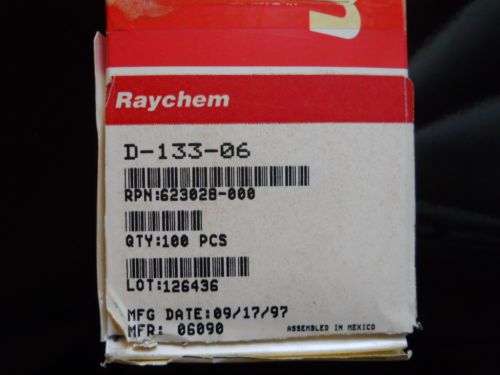 Raychem
D-133-06
RPN:623028-000
QTY:100 PCS
LOT:126436
MFG DATE:09/17/97
MFR: 06090 ASSEMBLED IN MEXICO